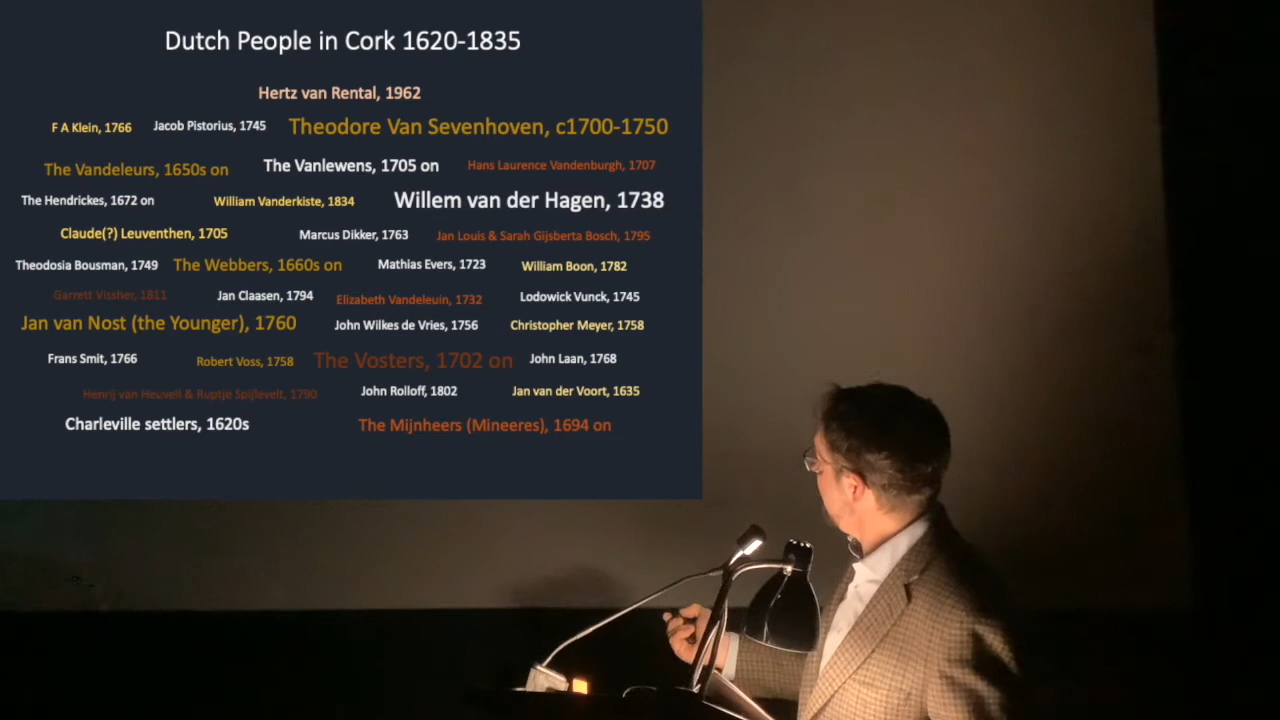 Dutch People in Cork 1620-1835
Hertz van Rental, 1962
F A Klein, 1766 Jacob Pistorius, 1745 Theodore Van Sevenhoven, c1700-1750
The Vandeleurs, 1650s on The Vanlewens, 1705 on Hans Laurence Vandenburgh, 1707
The Hendrickes, 1672 on William Vanderkiste, 1834 Willem van der Hagen, 1738
Claude(?) Leuventhen, 1705 Marcus Dikker, 1763 Jan Louis & Sarah Gijsberta Bosch, 1795
Theodosia Bousman, 1749 The Webbers, 1660s on Mathias Evers, 1723 William Boon, 1782
Garrett Vissher, 1811 Jan Claasen, 1794 Elizabeth Vandeleuin, 1732 Lodowick Vunck, 1745
Jan van Nost (the Younger), 1760 John Wilkes de Vries, 1756 Christopher Meyer, 1758
Frans Smit, 1766 Robert Voss, 1758 The Vosters, 1702 on John Laan, 1768
Henrij van Heuvell & Ruptje Spijlevelt, 1790 John Rolloff, 1802 Jan van der Voort, 1635
Charleville settlers, 1620s The Mijnheers (Mineeres), 1694 on